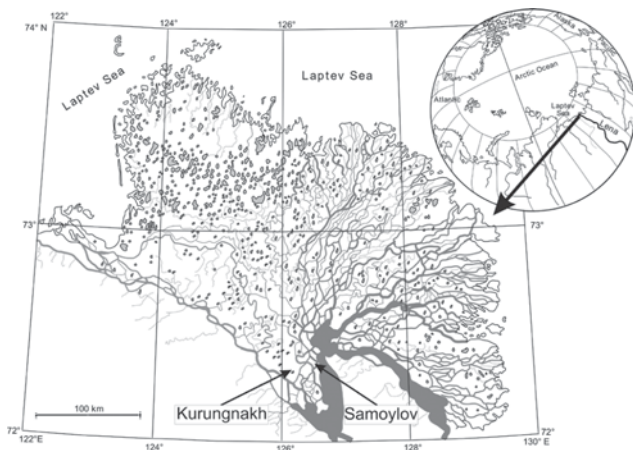 122°
124°
126°
128°
74° N
Laptev Sea
Laptev Sea
Alaska
Arctic Ocean
Atlantic
Laptev
Sea
Lena
73°
73°
Kurungnakh
Samoylov
100 km
72°
72°
122°E
124°
126°
128°
130° E